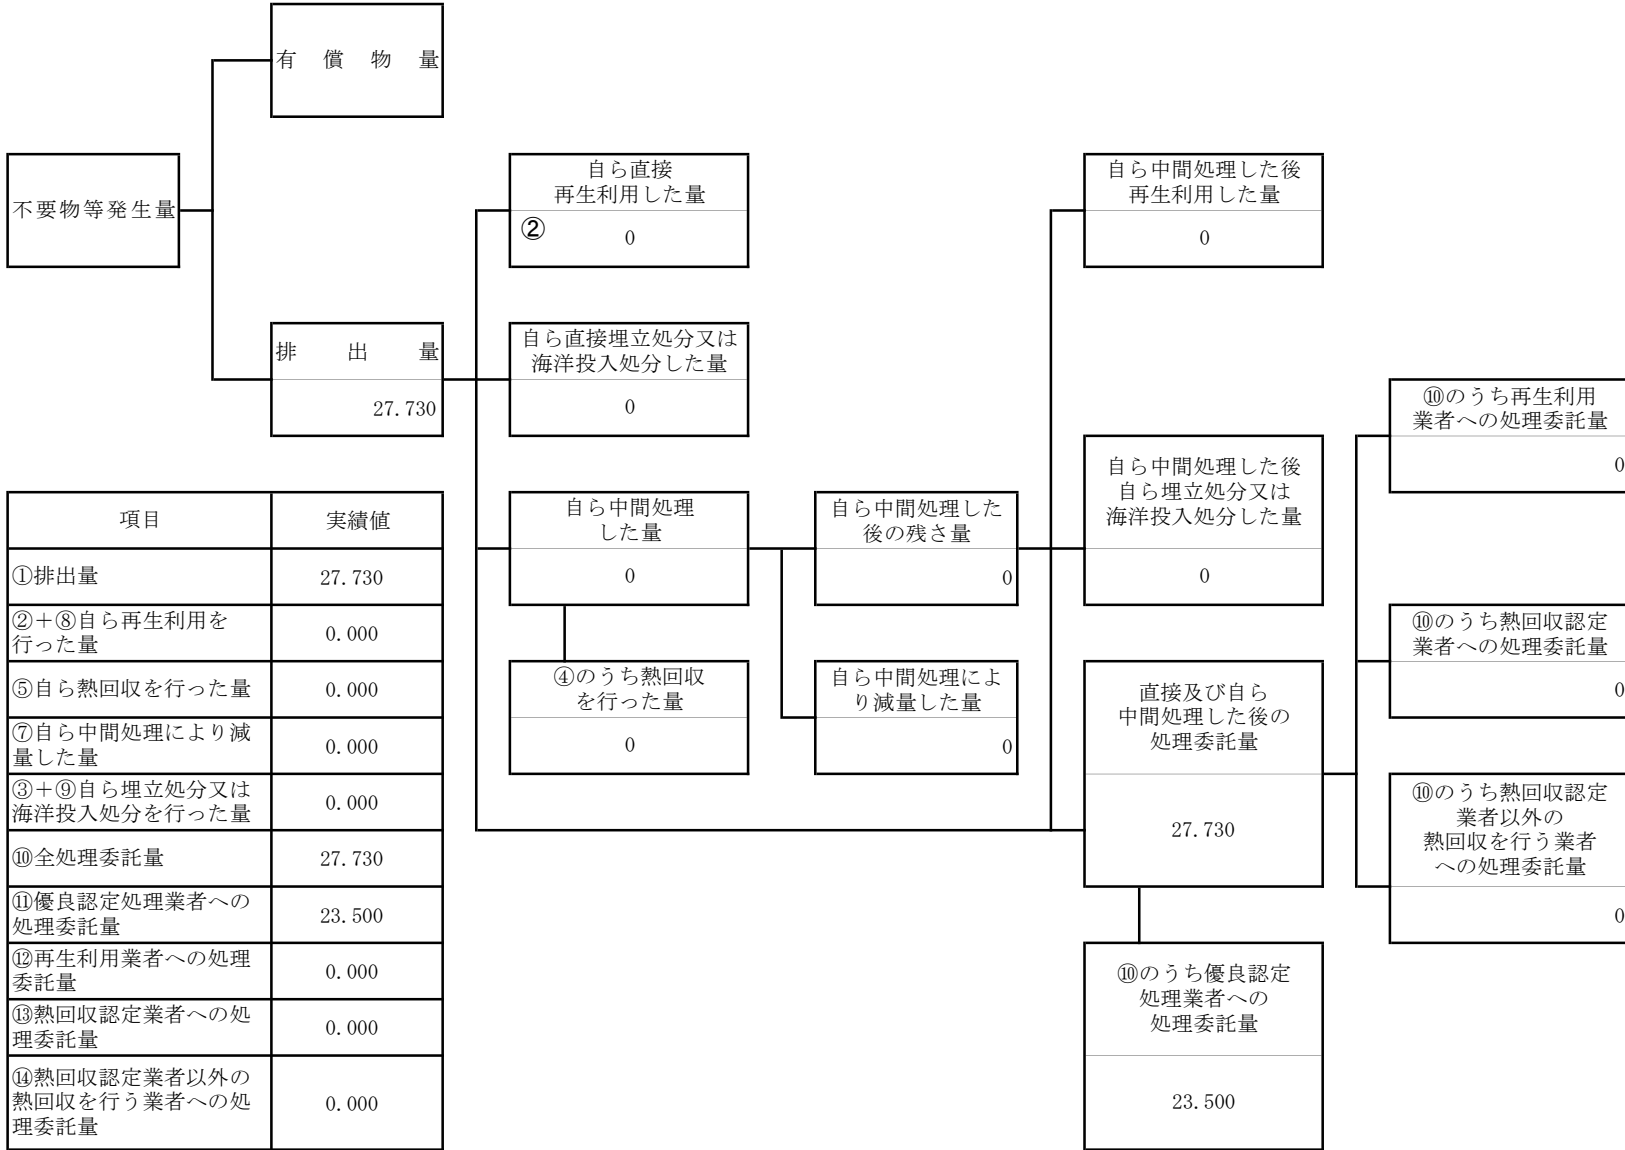 有償物量
不要物等発生量
自ら直接
再生利用した量
②
0
自ら中間処理した後
再生利用した量
0
排出量
27.730
自ら直接埋立処分又は
海洋投入処分した量
0
⑩のうち再生利用
業者への処理委託量
0
自ら中間処理
した量
0
自ら中間処理した
後の残さ量
0
自ら中間処理した後
自ら埋立処分又は
海洋投入処分した量
0
⑩のうち熱回収認定
業者への処理委託量
0
④のうち熱回収
を行った量
0
自ら中間処理によ
り減量した量
0
直接及び自ら
中間処理した後の
処理委託量
27.730
⑩のうち熱回収認定
業者以外の
熱回収を行う業者
への処理委託量
0
⑩のうち優良認定
処理業者への
処理委託量
23.500
項目 実績値
①排出量 27.730
②＋⑧自ら再生利用を
行った量 0.000
⑤自ら熱回収を行った量 0.000
⑦自ら中間処理により減
量した量 0.000
③＋⑨自ら埋立処分又は
海洋投入処分を行った量 0.000
⑩全処理委託量 27.730
⑪優良認定処理業者への
処理委託量 23.500
⑫再生利用業者への処理
委託量 0.000
⑬熱回収認定業者への処
理委託量 0.000
⑭熱回収認定業者以外の
熱回収を行う業者への処
理委託量 0.000